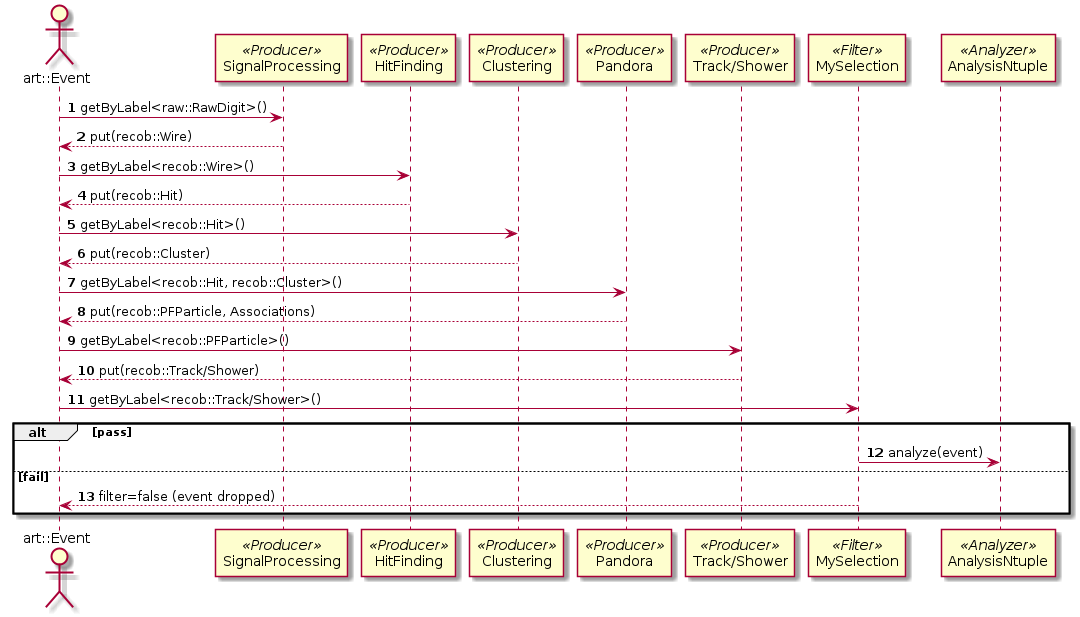 art::Event
«Producer»
SignalProcessing
«Producer»
HitFinding
«Producer»
Clustering
«Producer»
Pandora
«Producer»
Track/Shower
«Filter»
MySelection
«Analyzer»
AnalysisNtuple
1 getByLabel<raw::RawDigit>()
2 put(recob::Wire)
3 getByLabel<recob::Wire>()
4 put(recob::Hit)
5 getByLabel<recob::Hit>()
6 put(recob::Cluster)
7 getByLabel<recob::Hit, recob::Cluster>()
8 put(recob::PFParticle, Associations)
9 getByLabel<recob::PFParticle>()
10 put(recob::Track/Shower)
11 getByLabel<recob::Track/Shower>()
alt [pass]
12 analyze(event)
[fail]
13 filter=false (event dropped)
art::Event
«Producer»
SignalProcessing
«Producer»
HitFinding
«Producer»
Clustering
«Producer»
Pandora
«Producer»
Track/Shower
«Filter»
MySelection
«Analyzer»
AnalysisNtuple